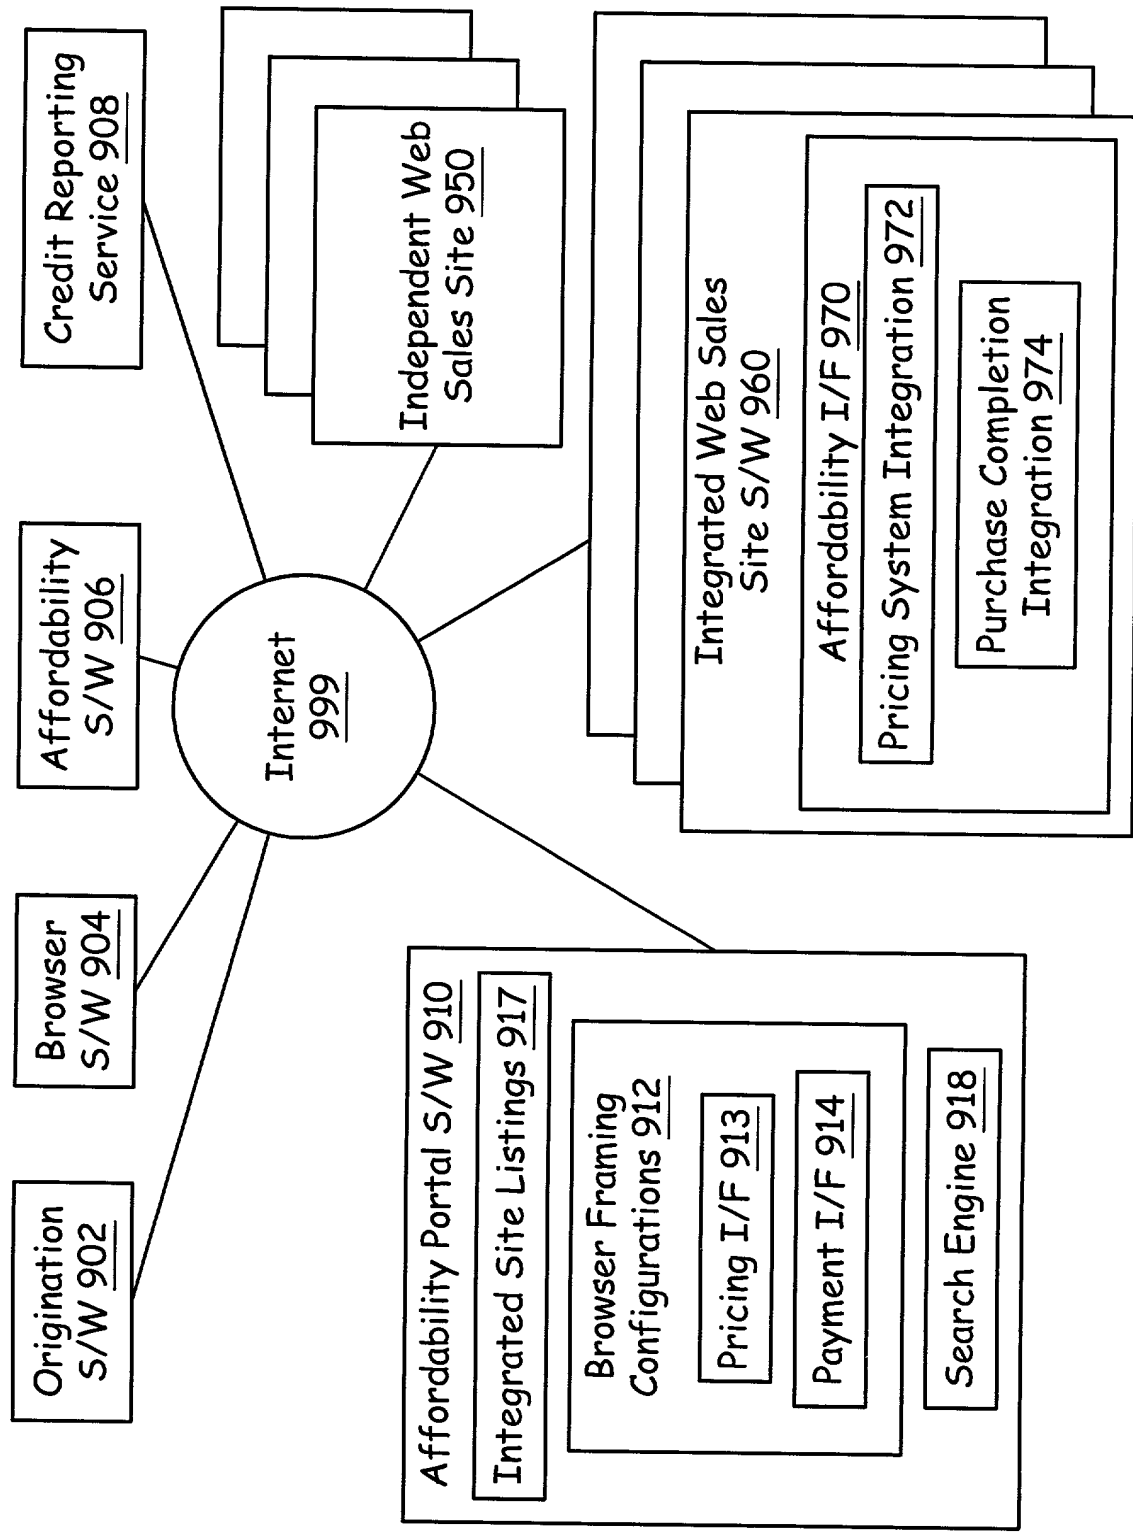 Origination
S/W 902
Browser
S/W 904
Affordability
S/W 906
Credit Reporting
Service 908
Internet
999
Independent Web
Sales Site 950
Affordability Portal S/W 910
Integrated Site Listings 917
Browser Framing
Configurations 912
Pricing I/F 913
Payment I/F 914
Search Engine 918
Integrated Web Sales
Site S/W 960
Affordability I/F 970
Pricing System Integration 972
Purchase Completion
Integration 974